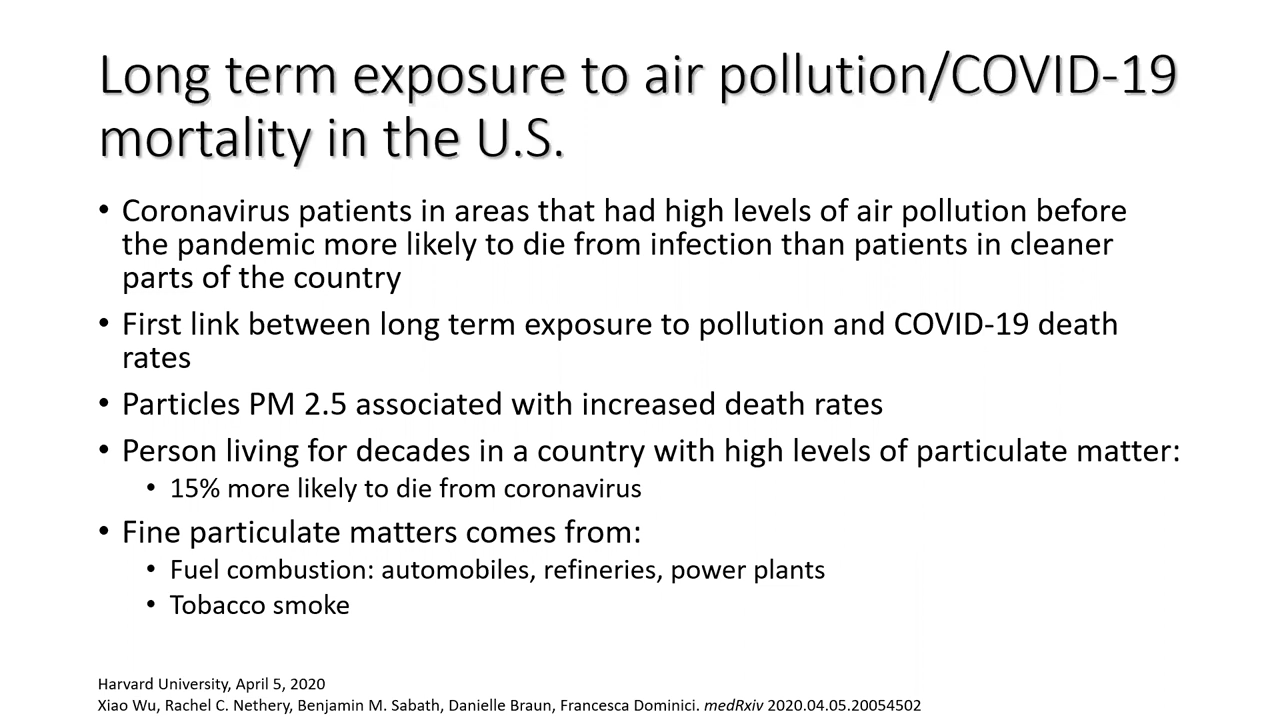 Long term exposure to air pollution/COVID-19
mortality in the U.S.
• Coronavirus patients in areas that had high levels of air pollution before
the pandemic more likely to die from infection than patients in cleaner
parts of the country
• First link between long term exposure to pollution and COVID-19 death
rates
• Particles PM 2.5 associated with increased death rates
• Person living for decades in a country with high levels of particulate matter:
• 15% more likely to die from coronavirus
• Fine particulate matters comes from:
• Fuel combustion: automobiles, refineries, power plants
• Tobacco smoke
Harvard University, April 5, 2020
Xiao Wu, Rachel C. Nethery, Benjamin M. Sabath, Danielle Braun, Francesca Dominici. medRxiv 2020.04.05.20054502